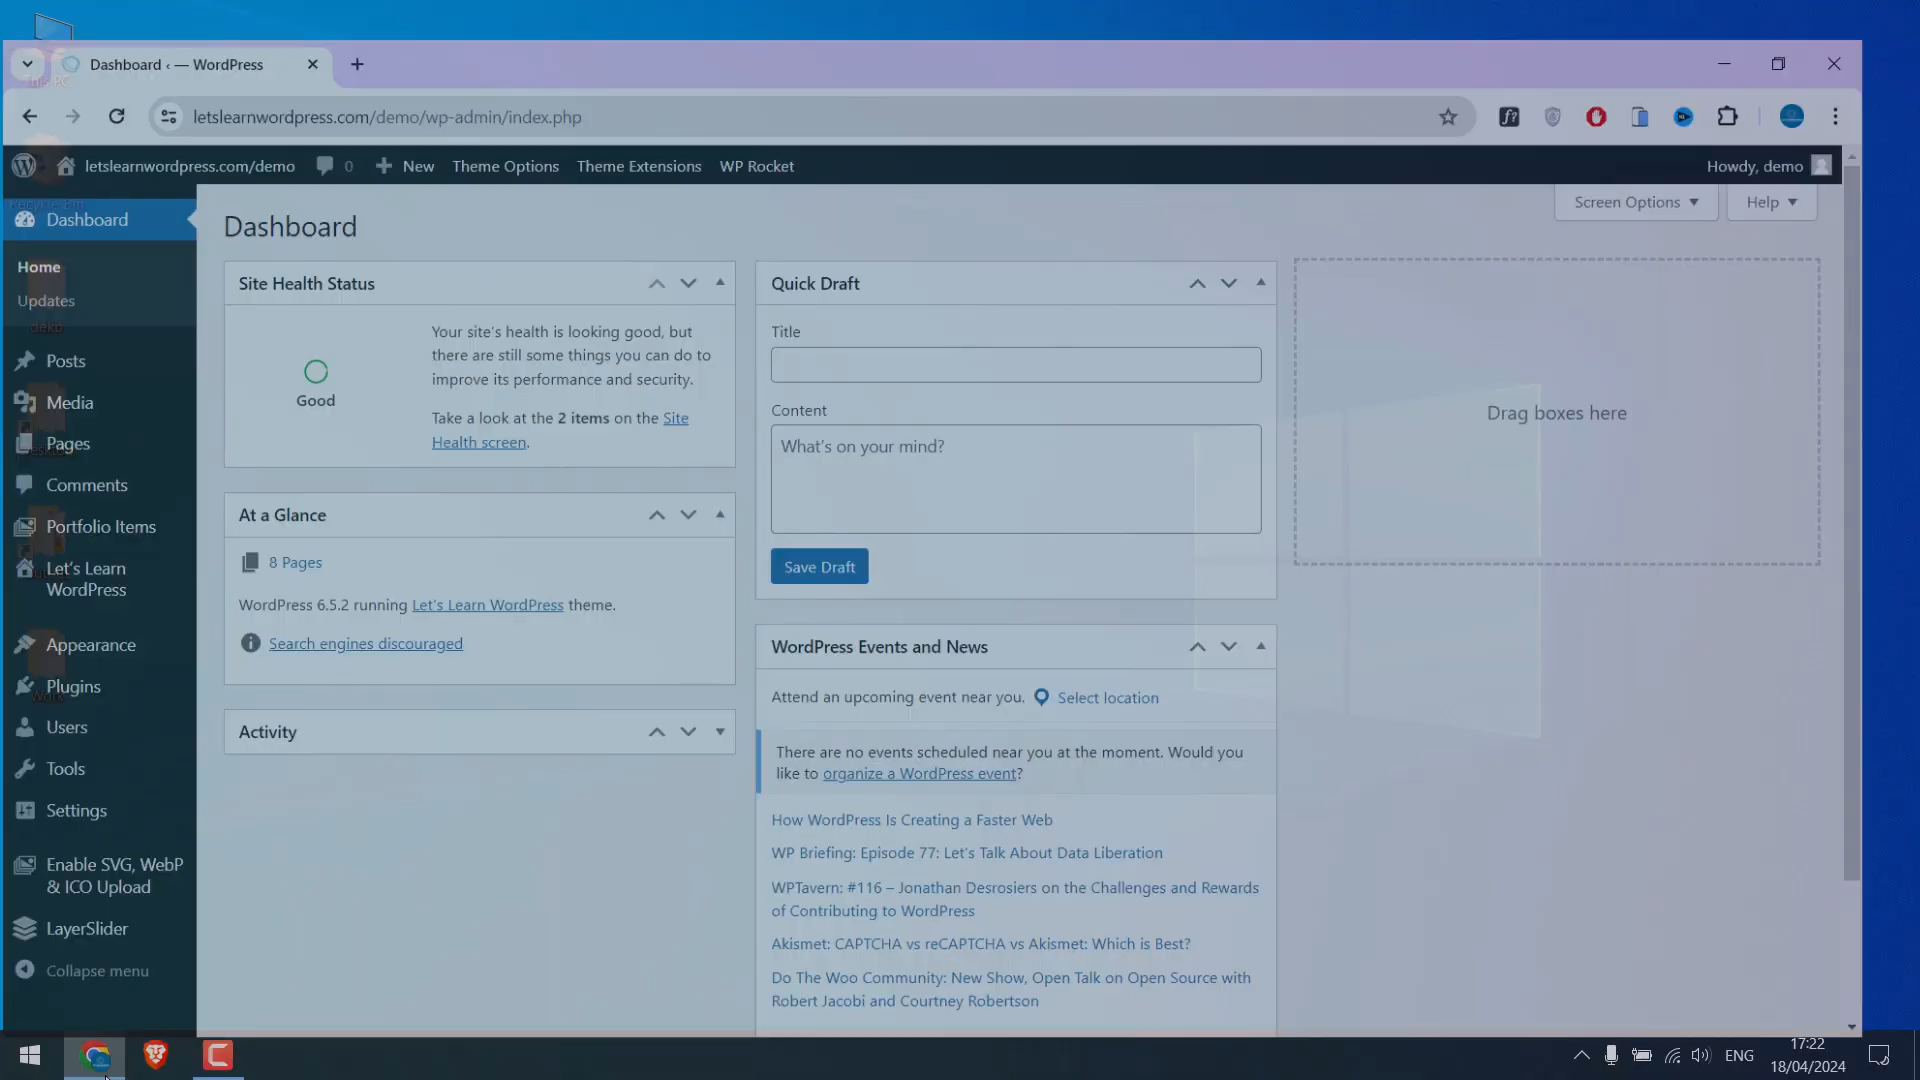 Dashboard ‹ — WordPress
letslearnwordpress.com/demo/wp-admin/index.php
letslearnwordpress.com/demo 0 New Theme Options Theme Extensions WP Rocket Howdy, demo
This PC
Recycle Bin
Dashboard
Home
Updates
Posts
Media
Pages
Comments
Portfolio Items
Let's Learn
WordPress
Appearance
Plugins
Users
Tools
Settings
Enable SVG, WebP
& ICO Upload
LayerSlider
Collapse menu
Dashboard
Screen Options ▼ Help ▼
Site Health Status
Good
Your site's health is looking good, but
there are still some things you can do to
improve its performance and security.
Take a look at the 2 items on the Site
Health screen.
At a Glance
8 Pages
WordPress 6.5.2 running Let's Learn WordPress theme.
Search engines discouraged
Activity
Quick Draft
Title
Content
What's on your mind?
Save Draft
WordPress Events and News
Attend an upcoming event near you. Select location
There are no events scheduled near you at the moment. Would you
like to organize a WordPress event?
How WordPress Is Creating a Faster Web
WP Briefing: Episode 77: Let's Talk About Data Liberation
WPTavern: #116 – Jonathan Desrosiers on the Challenges and Rewards
of Contributing to WordPress
Akismet: CAPTCHA vs reCAPTCHA vs Akismet: Which is Best?
Do The Woo Community: New Show, Open Talk on Open Source with
Robert Jacobi and Courtney Robertson
Drag boxes here
ENG
17:22
18/04/2024